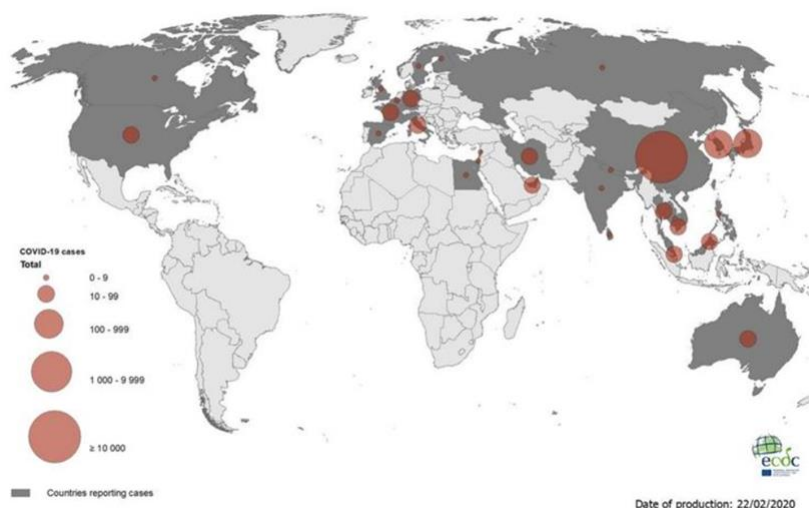 COVID-19 cases
Total
0 - 9
10 - 99
100 - 999
1 000 - 9 999
≥ 10 000
Countries reporting cases
ecdc
Date of production: 22/02/2020